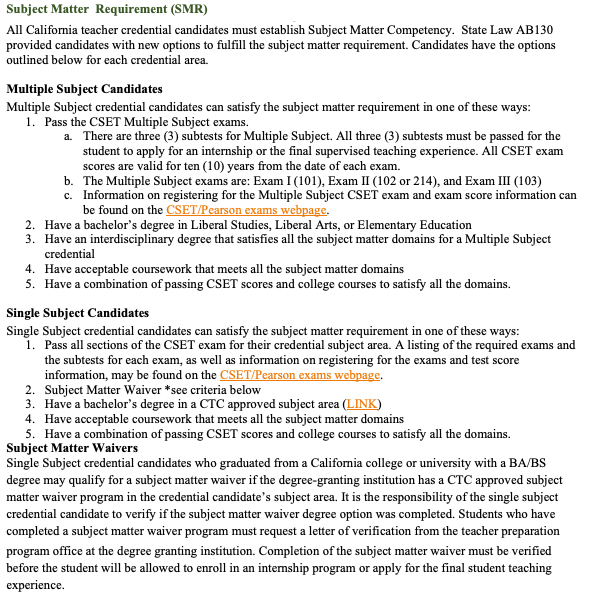 Subject Matter Requirement (SMR)
All California teacher credential candidates must establish Subject Matter Competency. State Law AB130
provided candidates with new options to fulfill the subject matter requirement. Candidates have the options
outlined below for each credential area.
Multiple Subject Candidates
Multiple Subject credential candidates can satisfy the subject matter requirement in one of these ways:
1. Pass the CSET Multiple Subject exams.
a. There are three (3) subtests for Multiple Subject. All three (3) subtests must be passed for the
student to apply for an internship or the final supervised teaching experience. All CSET exam
scores are valid for ten (10) years from the date of each exam.
b. The Multiple Subject exams are: Exam I (101), Exam II (102 or 214), and Exam III (103)
c. Information on registering for the Multiple Subject CSET exam and exam score information can
be found on the CSET/Pearson exams webpage.
2. Have a bachelor's degree in Liberal Studies, Liberal Arts, or Elementary Education
3. Have an interdisciplinary degree that satisfies all the subject matter domains for a Multiple Subject
credential
4. Have acceptable coursework that meets all the subject matter domains
5. Have a combination of passing CSET scores and college courses to satisfy all the domains.
Single Subject Candidates
Single Subject credential candidates can satisfy the subject matter requirement in one of these ways:
1. Pass all sections of the CSET exam for their credential subject area. A listing of the required exams and
the subtests for each exam, as well as information on registering for the exams and test score
information, may be found on the CSET/Pearson exams webpage.
2. Subject Matter Waiver *see criteria below
3. Have a bachelor's degree in a CTC approved subject area (LINK)
4. Have acceptable coursework that meets all the subject matter domains
5. Have a combination of passing CSET scores and college courses to satisfy all the domains.
Subject Matter Waivers
Single Subject credential candidates who graduated from a California college or university with a BA/BS
degree may qualify for a subject matter waiver if the degree-granting institution has a CTC approved subject
matter waiver program in the credential candidate's subject area. It is the responsibility of the single subject
credential candidate to verify if the subject matter waiver degree option was completed. Students who have
completed a subject matter waiver program must request a letter of verification from the teacher preparation
program office at the degree granting institution. Completion of the subject matter waiver must be verified
before the student will be allowed to enroll in an internship program or apply for the final student teaching
experience.